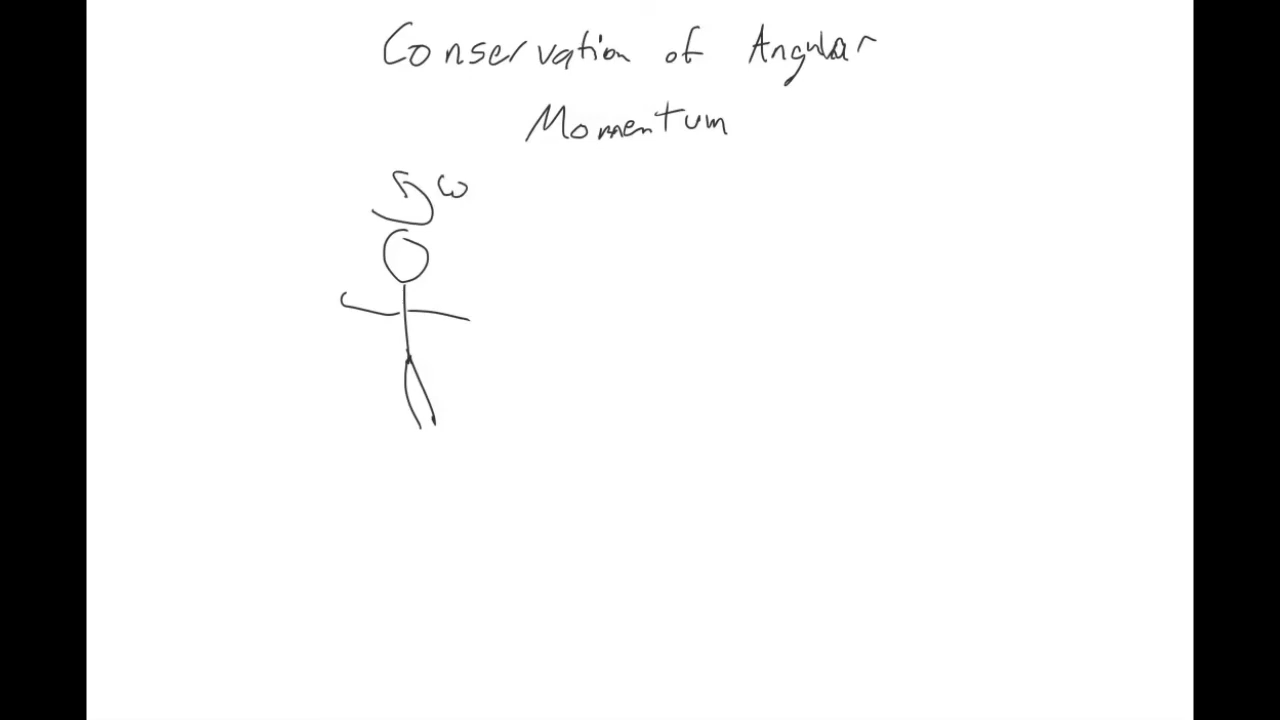 Conservation of Angular
Momentum
ω